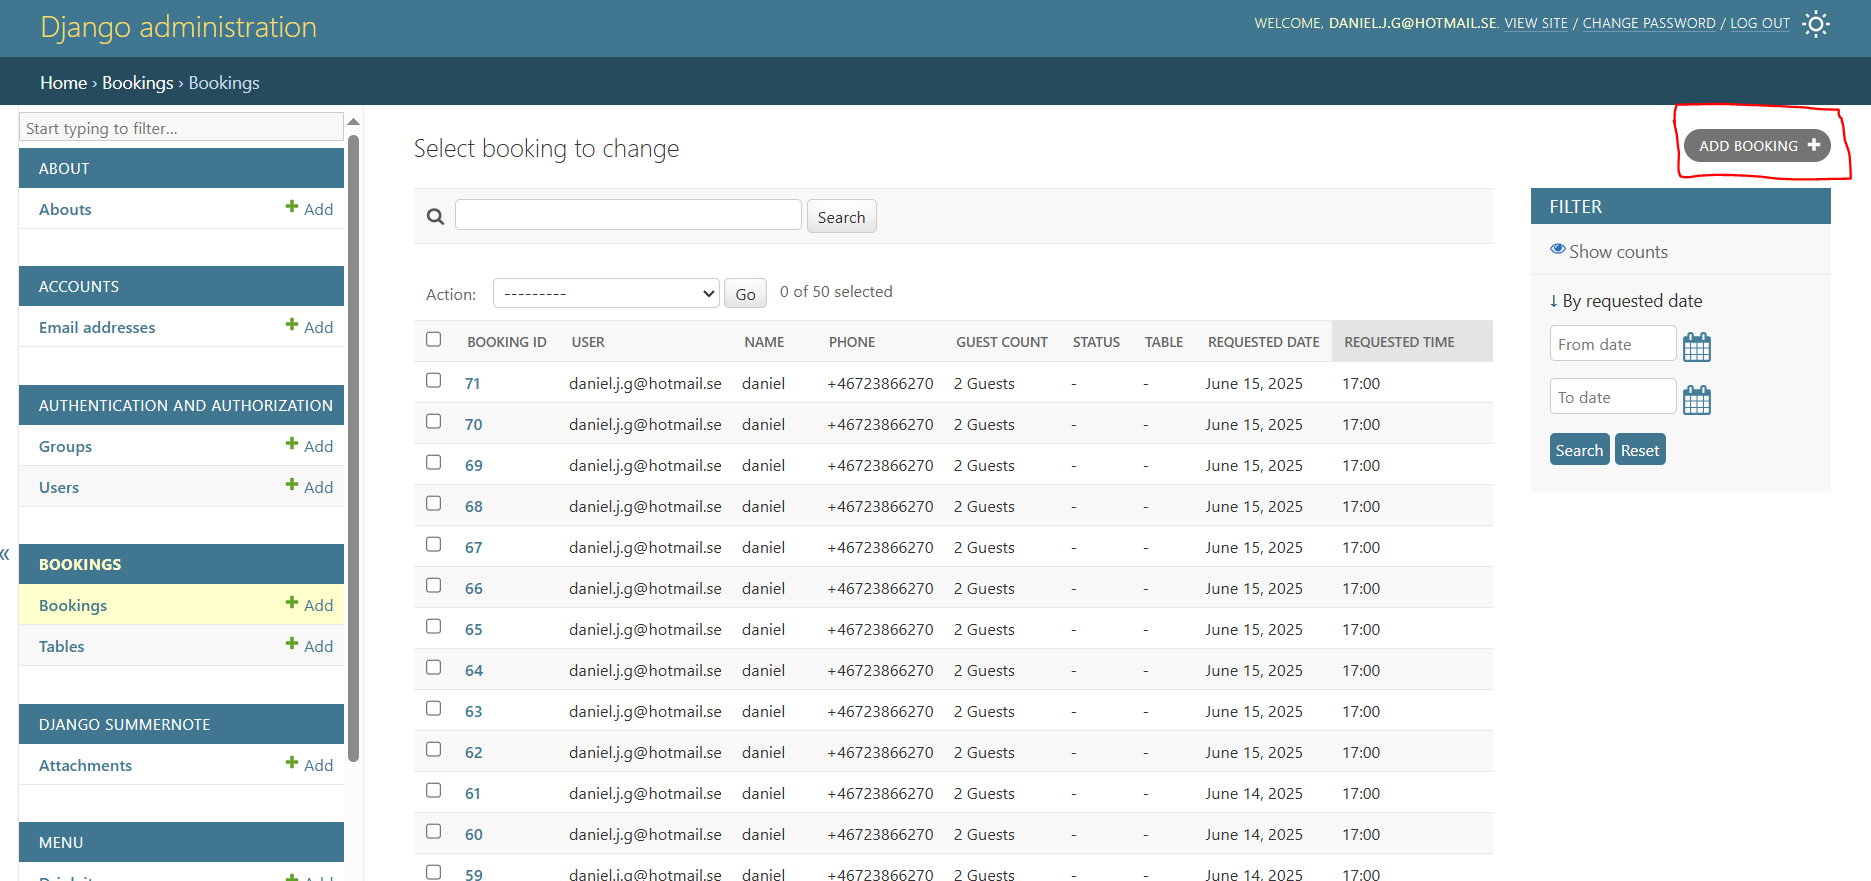 Django administration
WELCOME, DANIEL.J.G@HOTMAIL.SE. VIEW SITE / CHANGE PASSWORD / LOG OUT
Home › Bookings › Bookings
Start typing to filter...
ABOUT
Abouts Add
ACCOUNTS
Email addresses Add
AUTHENTICATION AND AUTHORIZATION
Groups Add
Users Add
«
BOOKINGS
Bookings Add
Tables Add
DJANGO SUMMERNOTE
Attachments Add
MENU
Select booking to change
ADD BOOKING +
Search
Action: --------- Go 0 of 50 selected
BOOKING ID USER NAME PHONE GUEST COUNT STATUS TABLE REQUESTED DATE REQUESTED TIME
71 daniel.j.g@hotmail.se daniel +46723866270 2 Guests - - June 15, 2025 17:00
70 daniel.j.g@hotmail.se daniel +46723866270 2 Guests - - June 15, 2025 17:00
69 daniel.j.g@hotmail.se daniel +46723866270 2 Guests - - June 15, 2025 17:00
68 daniel.j.g@hotmail.se daniel +46723866270 2 Guests - - June 15, 2025 17:00
67 daniel.j.g@hotmail.se daniel +46723866270 2 Guests - - June 15, 2025 17:00
66 daniel.j.g@hotmail.se daniel +46723866270 2 Guests - - June 15, 2025 17:00
65 daniel.j.g@hotmail.se daniel +46723866270 2 Guests - - June 15, 2025 17:00
64 daniel.j.g@hotmail.se daniel +46723866270 2 Guests - - June 15, 2025 17:00
63 daniel.j.g@hotmail.se daniel +46723866270 2 Guests - - June 15, 2025 17:00
62 daniel.j.g@hotmail.se daniel +46723866270 2 Guests - - June 15, 2025 17:00
61 daniel.j.g@hotmail.se daniel +46723866270 2 Guests - - June 14, 2025 17:00
60 daniel.j.g@hotmail.se daniel +46723866270 2 Guests - - June 14, 2025 17:00
59 daniel.j.g@hotmail.se daniel +46723866270 2 Guests - - June 14, 2025 17:00
FILTER
Show counts
↓ By requested date
From date
To date
Search Reset